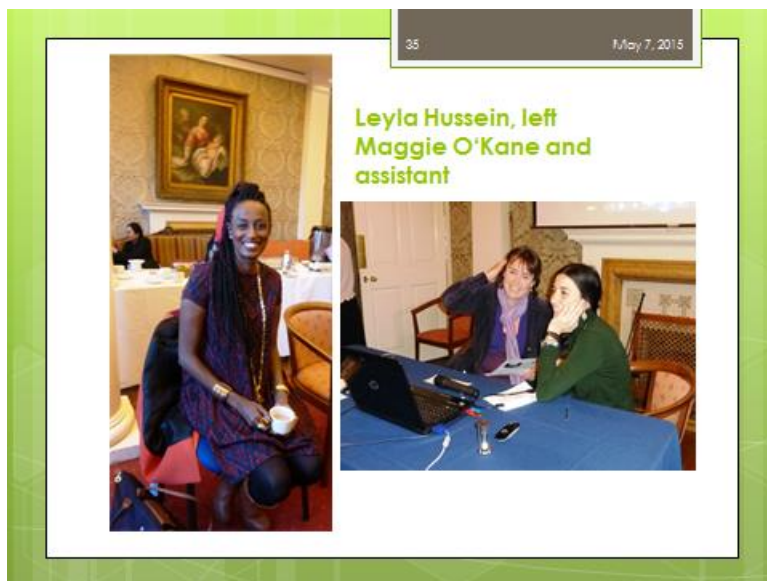 35
May 7, 2015
Leyla Hussein, left
Maggie O'Kane and
assistant